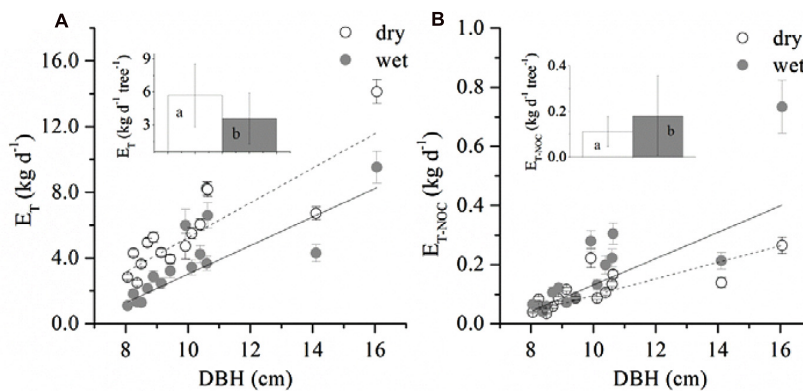 A
18.0
14.0
12.0
8.0
4.0
0.0
E_T (kg d⁻¹)
8
10
12
14
16
DBH (cm)
dry
wet
9
6
3
E_T (kg d⁻¹ tree⁻¹)
a
b
B
1.0
0.8
0.6
0.4
0.2
0.0
E_T-NOC (kg d⁻¹)
8
10
12
14
16
DBH (cm)
dry
wet
0.4
0.2
0.0
E_T-NOC (kg d⁻¹ tree⁻¹)
a
b